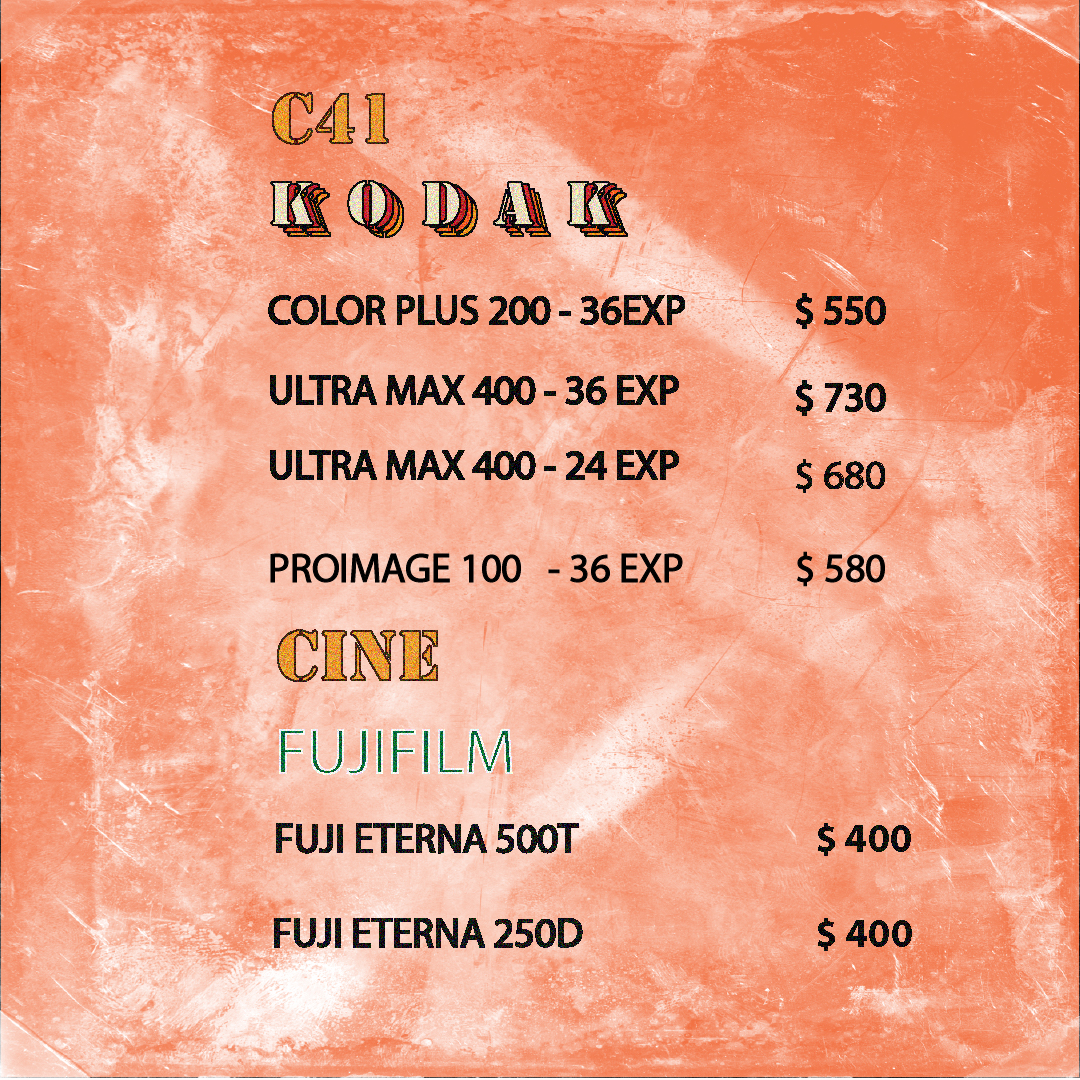 C41
KODAK
COLOR PLUS 200 - 36EXP $ 550
ULTRA MAX 400 - 36 EXP $ 730
ULTRA MAX 400 - 24 EXP $ 680
PROIMAGE 100 - 36 EXP $ 580
CINE
FUJIFILM
FUJI ETERNA 500T $ 400
FUJI ETERNA 250D $ 400